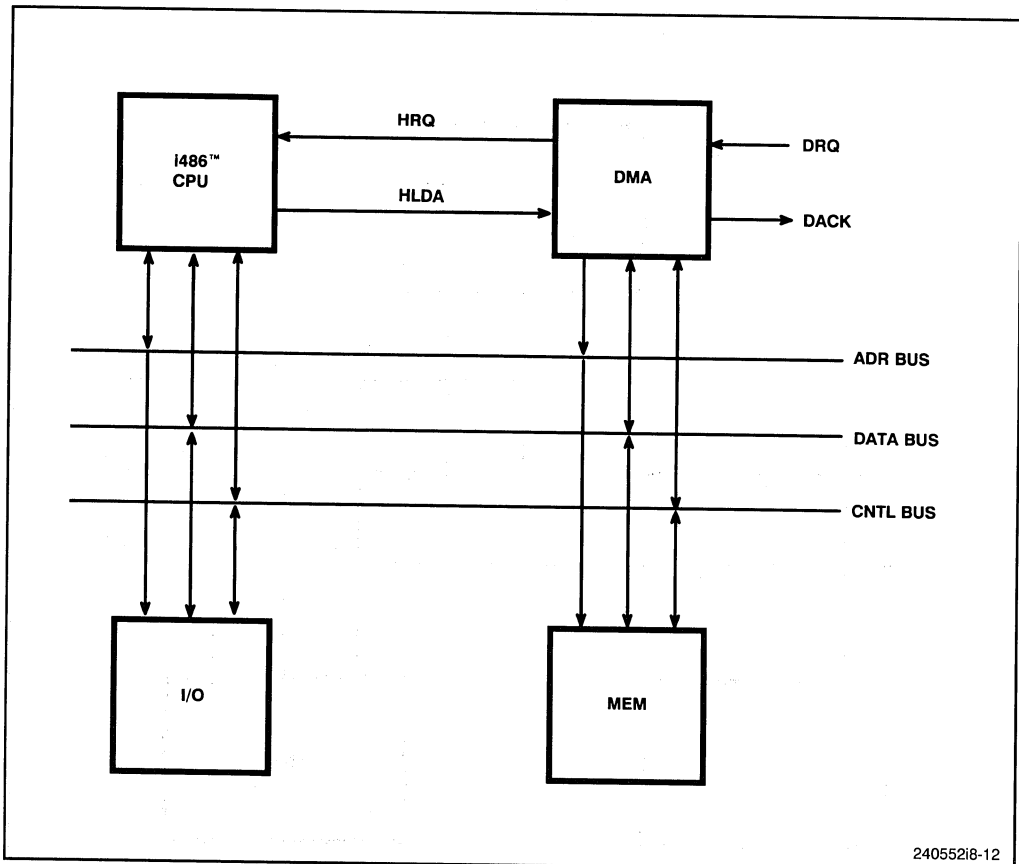 HRQ
i486™
CPU
HLDA
DMA
DRQ
DACK
ADR BUS
DATA BUS
CNTL BUS
I/O
MEM
240552i8-12